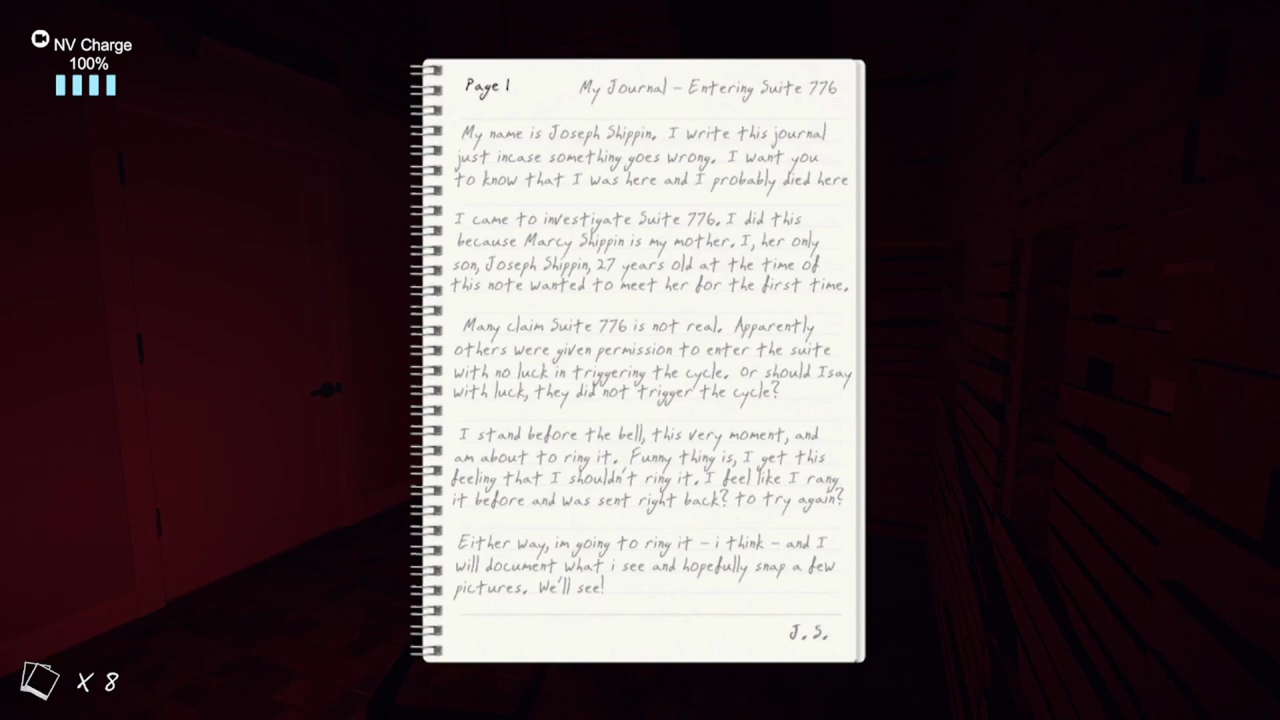 NV Charge
100%
Page 1
My Journal - Entering Suite 776
My name is Joseph Shippin. I write this journal
just incase something goes wrong. I want you
to know that I was here and I probably died here
I came to investigate Suite 776. I did this
because Marcy Shippin is my mother. I, her only
son, Joseph Shippin, 27 years old at the time of
this note wanted to meet her for the first time.
Many claim Suite 776 is not real. Apparently
others were given permission to enter the suite
with no luck in triggering the cycle. Or should I say
with luck, they did not trigger the cycle?
I stand before the bell, this very moment, and
am about to ring it. Funny thing is, I get this
feeling that I shouldn't ring it. I feel like I rang
it before and was sent right back? to try again?
Either way, im going to ring it - i think - and I
will document what i see and hopefully snap a few
pictures. We'll see!
J. S.
X 8